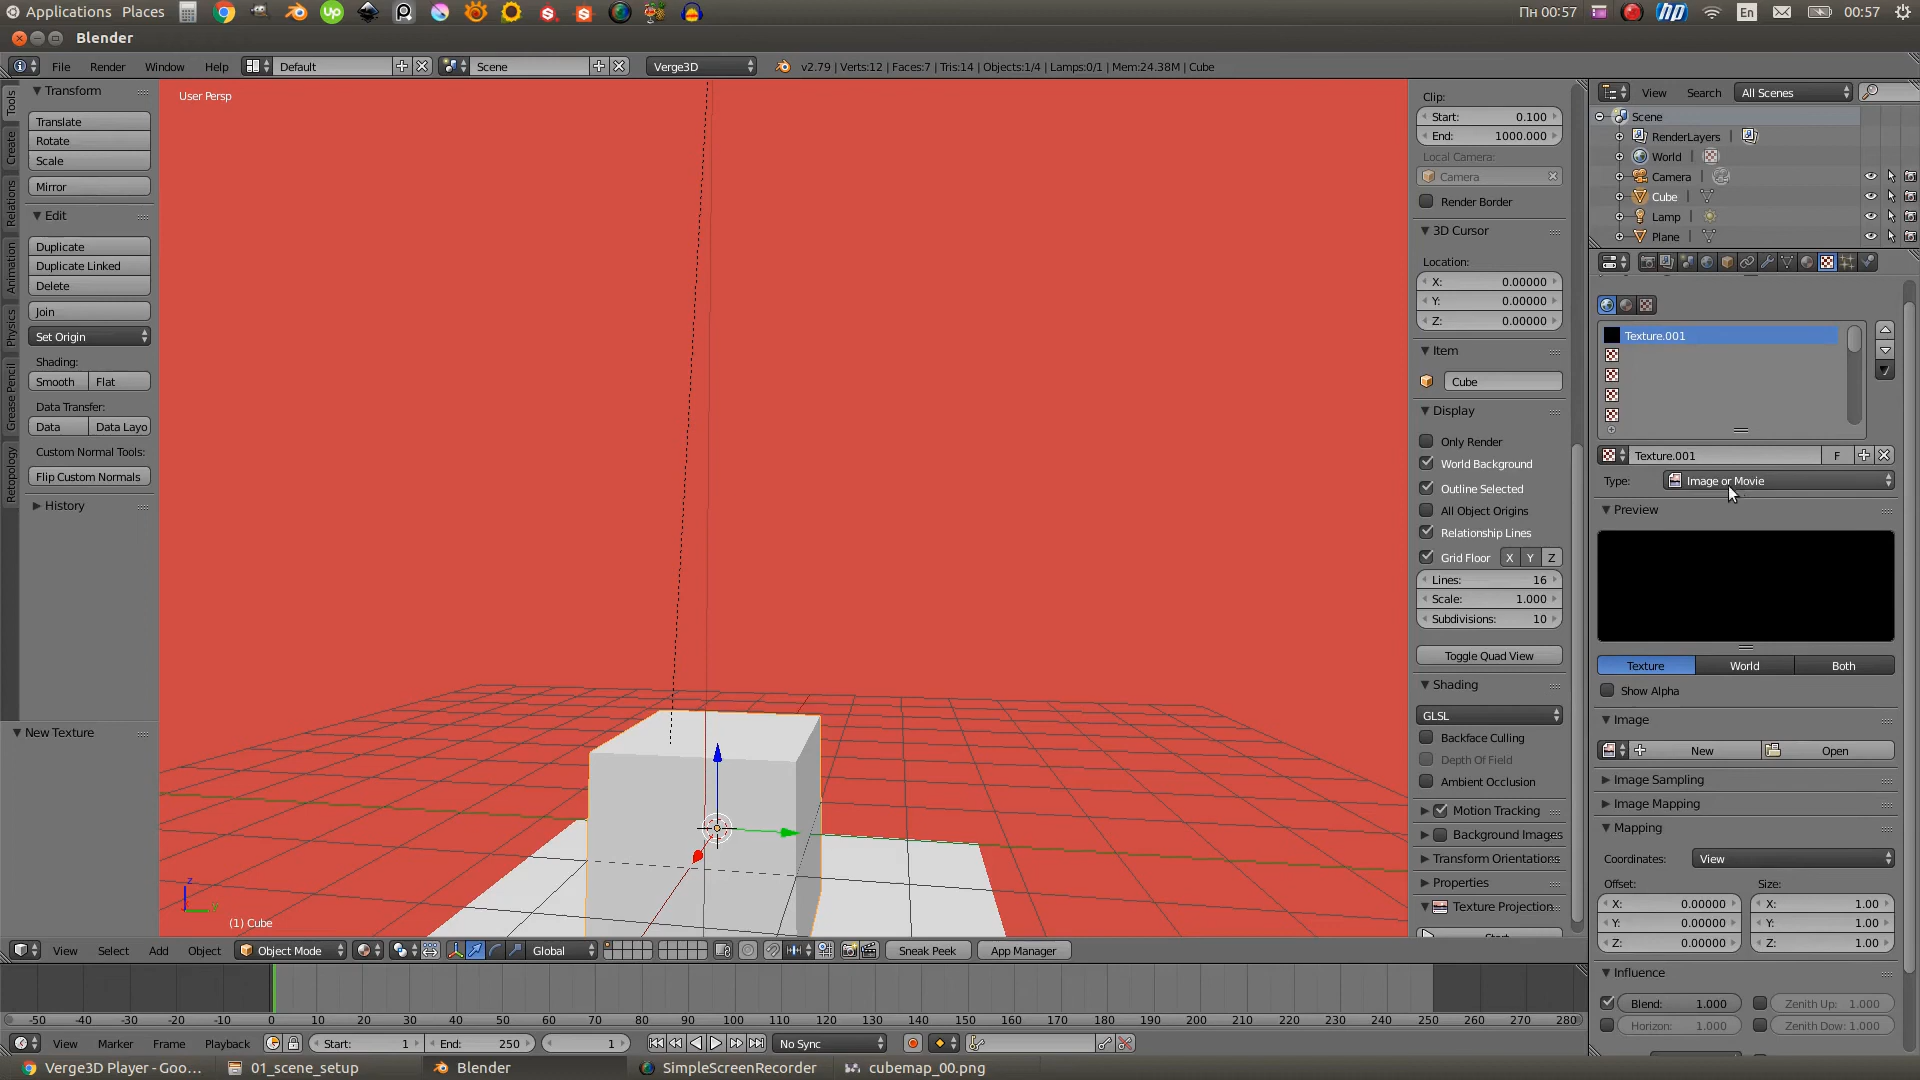 Applications Places Пн 00:57 En 00:57
Blender
File Render Window Help Default Scene Verge3D v2.79 | Verts:12 | Faces:7 | Tris:14 | Objects:1/4 | Lamps:0/1 | Mem:24.38M | Cube
Tools
Create
Relations
Animation
Physics
Grease Pencil
Retopology
Transform
Translate
Rotate
Scale
Mirror
Edit
Duplicate
Duplicate Linked
Delete
Join
Set Origin
Shading:
Smooth Flat
Data Transfer:
Data Data Layo
Custom Normal Tools:
Flip Custom Normals
History
New Texture
User Persp
(1) Cube
Clip:
Start: 0.100
End: 1000.000
Local Camera:
Camera
Render Border
3D Cursor
Location:
X: 0.00000
Y: 0.00000
Z: 0.00000
Item
Cube
Display
Only Render
World Background
Outline Selected
All Object Origins
Relationship Lines
Grid Floor X Y Z
Lines: 16
Scale: 1.000
Subdivisions: 10
Toggle Quad View
Shading
GLSL
Backface Culling
Depth Of Field
Ambient Occlusion
Motion Tracking
Background Images
Transform Orientations
Properties
Texture Projection
View Search All Scenes
Scene
RenderLayers
World
Camera
Cube
Lamp
Plane
Texture.001
Texture.001 F
Type: Image or Movie
Preview
Texture World Both
Show Alpha
Image
New Open
Image Sampling
Image Mapping
Mapping
Coordinates: View
Offset: Size:
X: 0.00000 X: 1.00
Y: 0.00000 Y: 1.00
Z: 0.00000 Z: 1.00
Influence
Blend: 1.000 Zenith Up: 1.000
Horizon: 1.000 Zenith Dow: 1.000
View Select Add Object Object Mode Global Sneak Peek App Manager
-50 -40 -30 -20 -10 0 10 20 30 40 50 60 70 80 90 100 110 120 130 140 150 160 170 180 190 200 210 220 230 240 250 260 270 280
View Marker Frame Playback Start: 1 End: 250 1 No Sync
Verge3D Player - Goo... 01_scene_setup Blender SimpleScreenRecorder cubemap_00.png